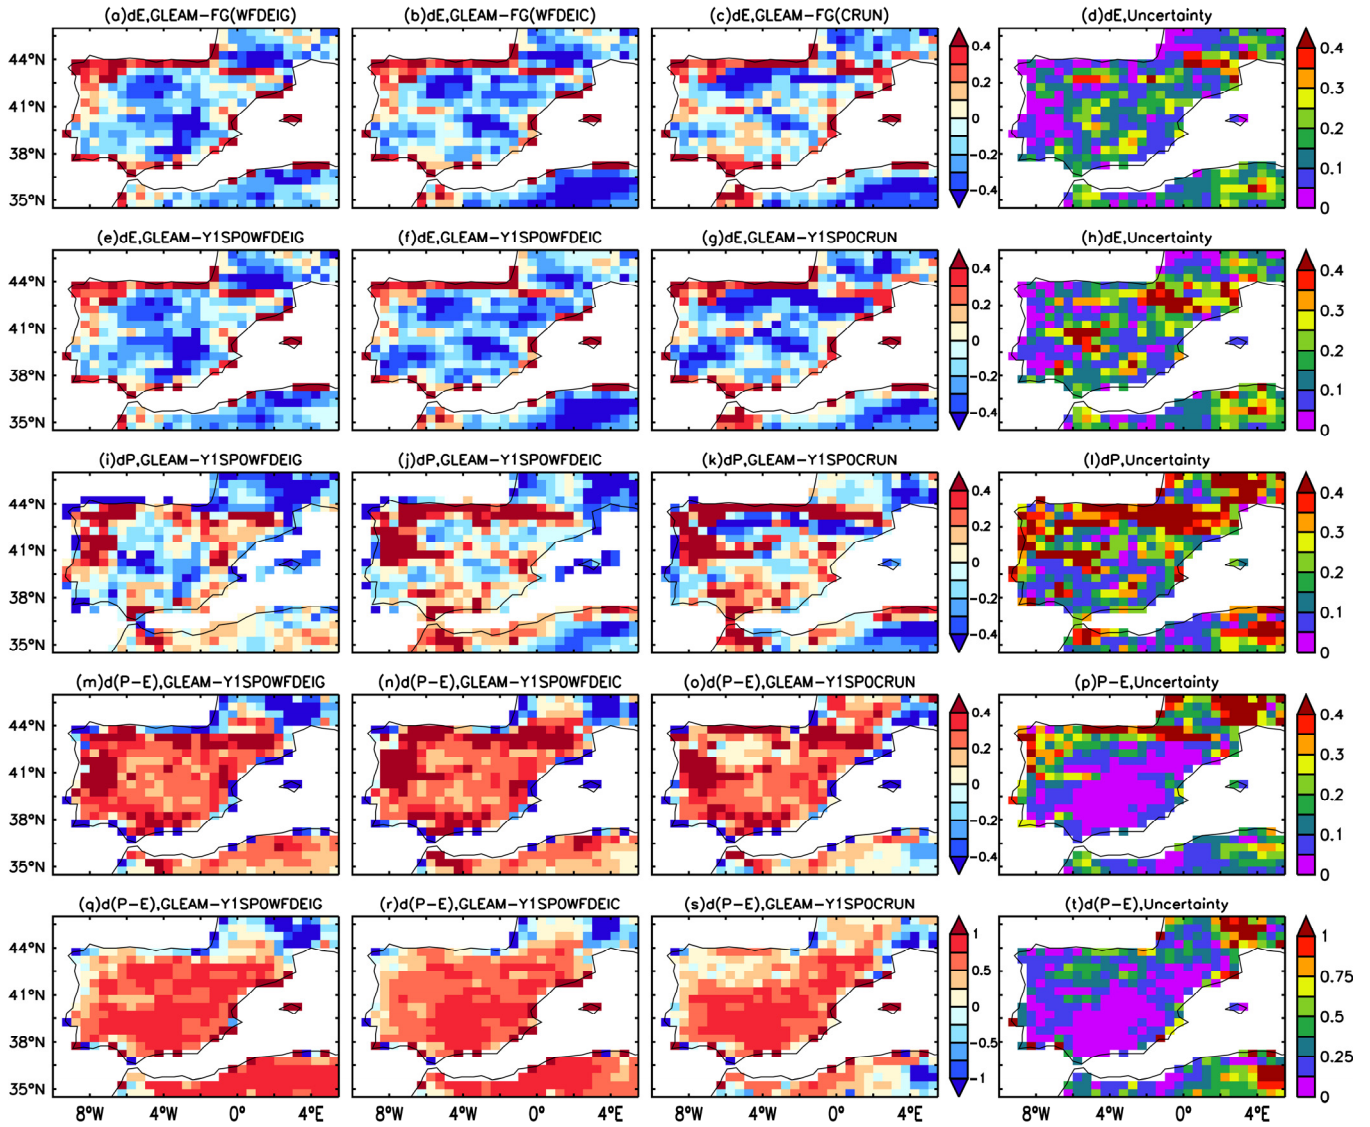 (a)dE,GLEAM-FG(WFDEIG) (b)dE,GLEAM-FG(WFDEIC) (c)dE,GLEAM-FG(CRUN) (d)dE,Uncertainty
44°N
41°N
38°N
35°N
0.4
0.2
0
-0.2
-0.4
0.4
0.3
0.2
0.1
0
(e)dE,GLEAM-Y1SP0WFDEIG (f)dE,GLEAM-Y1SP0WFDEIC (g)dE,GLEAM-Y1SP0CRUN (h)dE,Uncertainty
44°N
41°N
38°N
35°N
0.4
0.2
0
-0.2
-0.4
0.4
0.3
0.2
0.1
0
(i)dP,GLEAM-Y1SP0WFDEIG (j)dP,GLEAM-Y1SP0WFDEIC (k)dP,GLEAM-Y1SP0CRUN (l)dP,Uncertainty
44°N
41°N
38°N
35°N
0.4
0.2
0
-0.2
-0.4
0.4
0.3
0.2
0.1
0
(m)d(P-E),GLEAM-Y1SP0WFDEIG (n)d(P-E),GLEAM-Y1SP0WFDEIC (o)d(P-E),GLEAM-Y1SP0CRUN (p)P-E,Uncertainty
44°N
41°N
38°N
35°N
0.4
0.2
0
-0.2
-0.4
0.4
0.3
0.2
0.1
0
(q)d(P-E),GLEAM-Y1SP0WFDEIG (r)d(P-E),GLEAM-Y1SP0WFDEIC (s)d(P-E),GLEAM-Y1SP0CRUN (t)d(P-E),Uncertainty
44°N
41°N
38°N
35°N
1
0.5
0
-0.5
-1
1
0.75
0.5
0.25
0
8°W 4°W 0° 4°E 8°W 4°W 0° 4°E 8°W 4°W 0° 4°E 8°W 4°W 0° 4°E